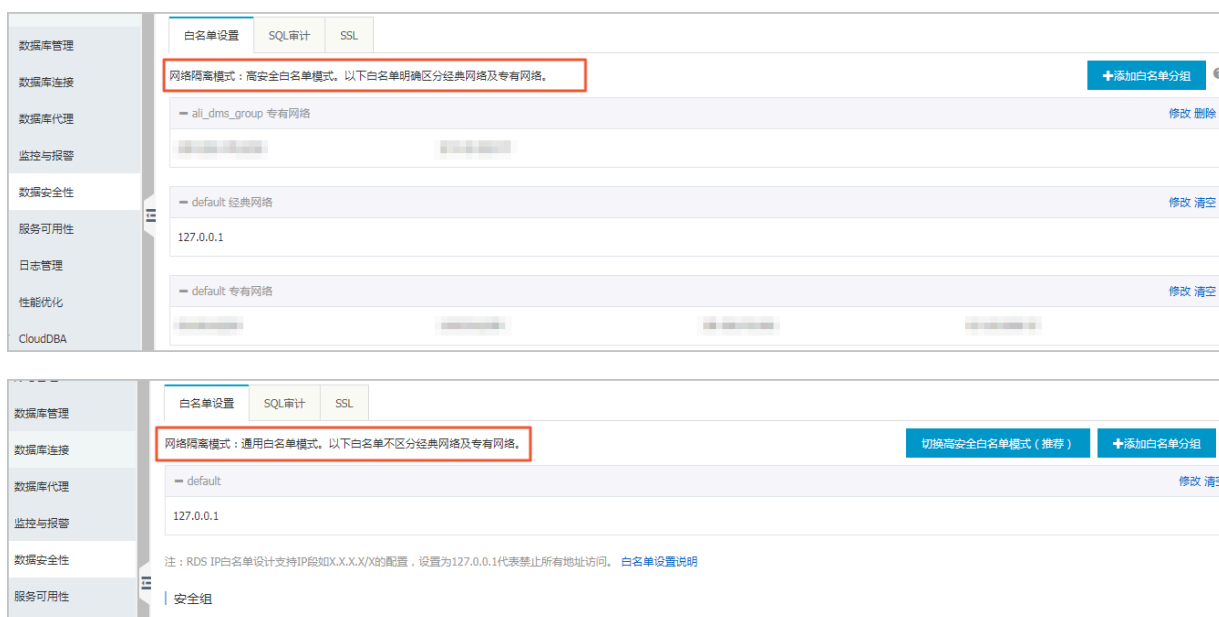 白名单设置 SQL审计 SSL
数据库管理
网络隔离模式：高安全白名单模式。以下白名单明确区分经典网络及专有网络。 +添加白名单分组
数据库连接
ali_dms_group 专有网络 修改 删除
数据库代理
监控与报警
数据安全性
default 经典网络 修改 清空
服务可用性
127.0.0.1
日志管理
default 专有网络 修改 清空
性能优化
CloudDBA
白名单设置 SQL审计 SSL
数据库管理
网络隔离模式：通用白名单模式。以下白名单不区分经典网络及专有网络。 切换高安全白名单模式（推荐） +添加白名单分组
数据库连接
default 修改 清空
数据库代理
127.0.0.1
监控与报警
数据安全性
注：RDS IP白名单设计支持IP段如X.X.X.X/X的配置，设置为127.0.0.1代表禁止所有地址访问。 白名单设置说明
服务可用性
安全组